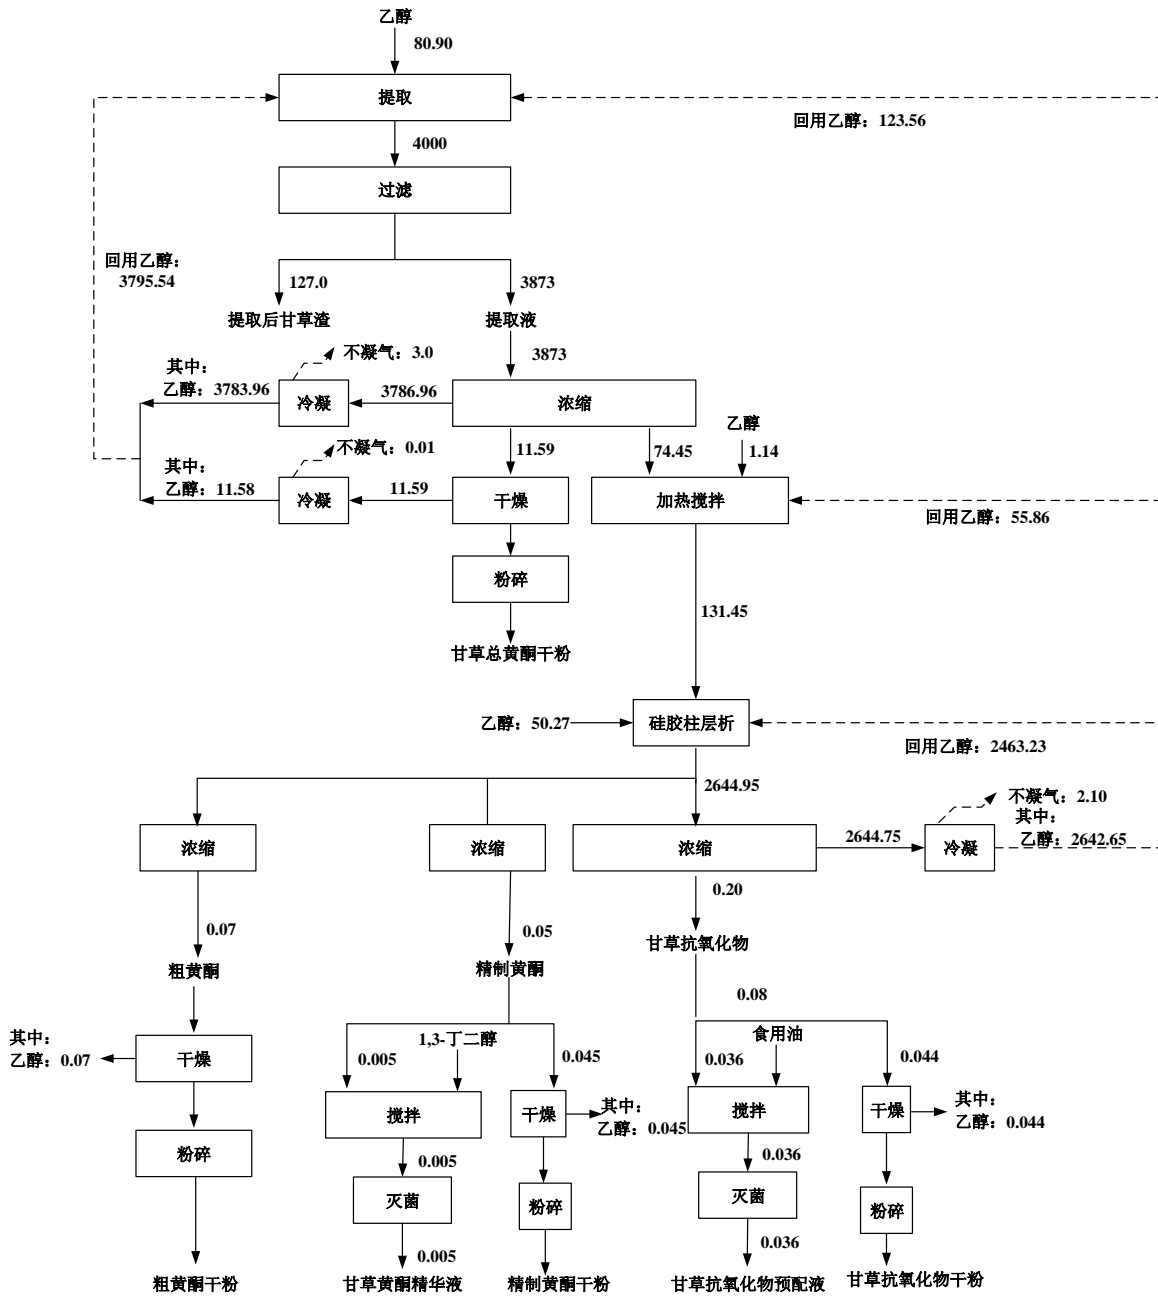 乙醇
80.90
提取
回用乙醇：123.56
4000
过滤
回用乙醇：
3795.54
127.0
3873
提取后甘草渣
提取液
不凝气：3.0
3873
其中：
乙醇：3783.96
冷凝
3786.96
浓缩
乙醇
不凝气：0.01
11.59
74.45
1.14
其中：
乙醇：11.58
冷凝
11.59
干燥
加热搅拌
回用乙醇：55.86
粉碎
131.45
甘草总黄酮干粉
乙醇：50.27
硅胶柱层析
回用乙醇：2463.23
2644.95
不凝气：2.10
其中：
乙醇：2642.65
浓缩
浓缩
浓缩
2644.75
冷凝
0.20
0.07
0.05
甘草抗氧化物
粗黄酮
精制黄酮
0.08
其中：
乙醇：0.07
干燥
1,3-丁二醇
0.005
0.045
食用油
0.036
0.044
搅拌
干燥
其中：
乙醇：0.045
搅拌
干燥
其中：
乙醇：0.044
粉碎
0.005
0.036
灭菌
粉碎
灭菌
粉碎
0.005
0.036
粗黄酮干粉
甘草黄酮精华液
精制黄酮干粉
甘草抗氧化物预配液
甘草抗氧化物干粉